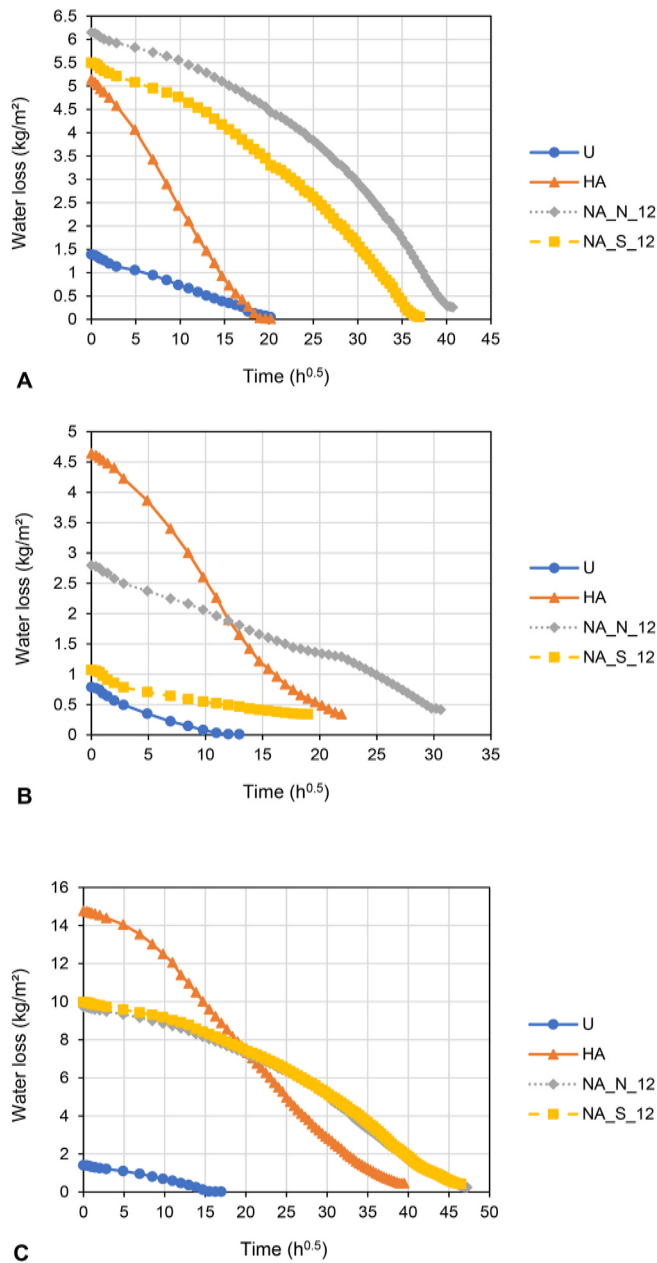 6.5
6
5.5
5
4.5
4
3.5
3
2.5
2
1.5
1
0.5
0
Water loss (kg/m²)
0 5 10 15 20 25 30 35 40 45
Time (h^0.5)
U
HA
NA_N_12
NA_S_12
A
5
4.5
4
3.5
3
2.5
2
1.5
1
0.5
0
Water loss (kg/m²)
0 5 10 15 20 25 30 35
Time (h^0.5)
U
HA
NA_N_12
NA_S_12
B
16
14
12
10
8
6
4
2
0
Water loss (kg/m²)
0 5 10 15 20 25 30 35 40 45 50
Time (h^0.5)
U
HA
NA_N_12
NA_S_12
C